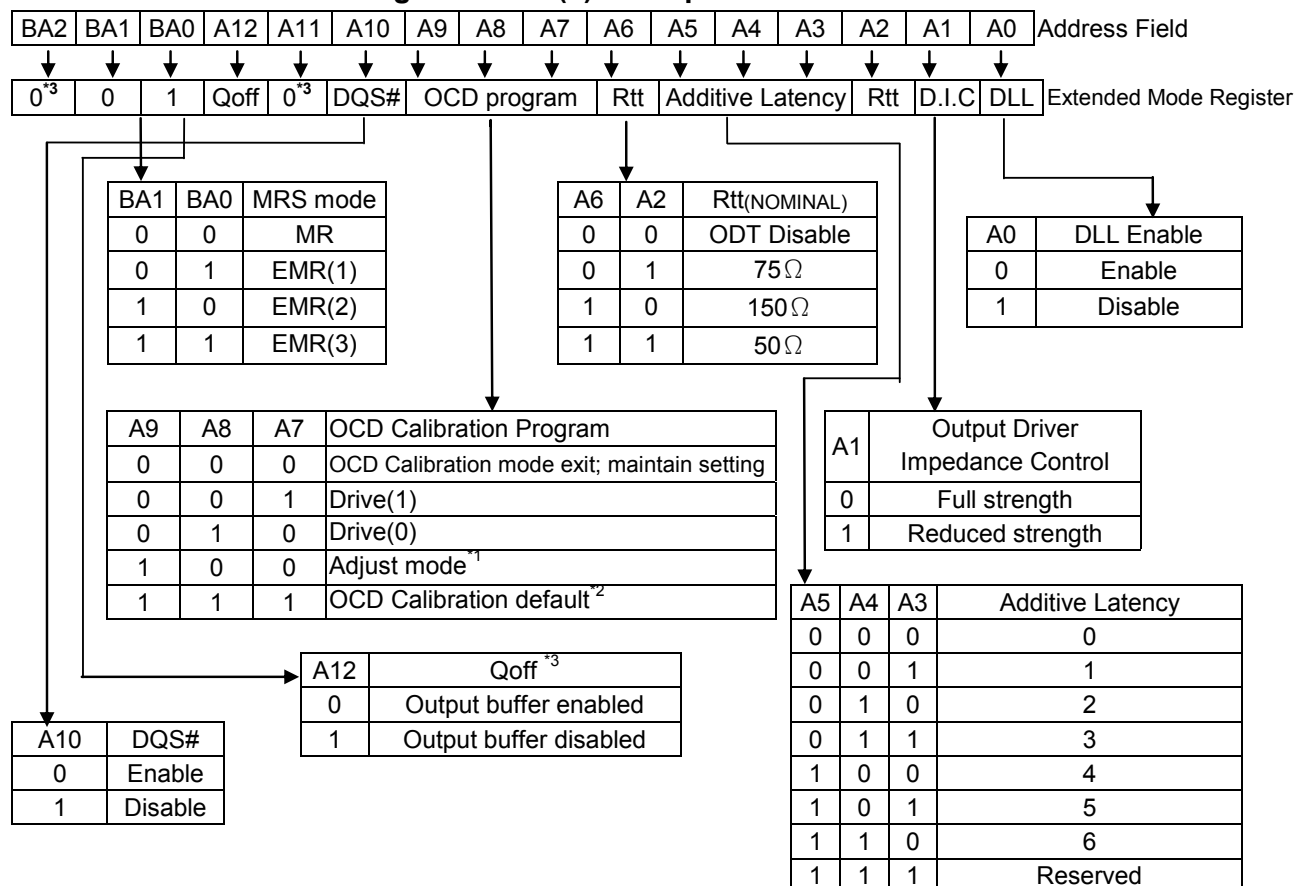 BA2 BA1 BA0 A12 A11 A10 A9 A8 A7 A6 A5 A4 A3 A2 A1 A0 Address Field
0*3 0 1 Qoff 0*3 DQS# OCD program Rtt Additive Latency Rtt D.I.C DLL Extended Mode Register
BA1 BA0 MRS mode
0 0 MR
0 1 EMR(1)
1 0 EMR(2)
1 1 EMR(3)
A6 A2 Rtt(NOMINAL)
0 0 ODT Disable
0 1 75Ω
1 0 150Ω
1 1 50Ω
A0 DLL Enable
0 Enable
1 Disable
A9 A8 A7 OCD Calibration Program
0 0 0 OCD Calibration mode exit; maintain setting
0 0 1 Drive(1)
0 1 0 Drive(0)
1 0 0 Adjust mode*1
1 1 1 OCD Calibration default*2
A1 Output Driver
Impedance Control
0 Full strength
1 Reduced strength
A12 Qoff *3
0 Output buffer enabled
1 Output buffer disabled
A10 DQS#
0 Enable
1 Disable
A5 A4 A3 Additive Latency
0 0 0 0
0 0 1 1
0 1 0 2
0 1 1 3
1 0 0 4
1 0 1 5
1 1 0 6
1 1 1 Reserved